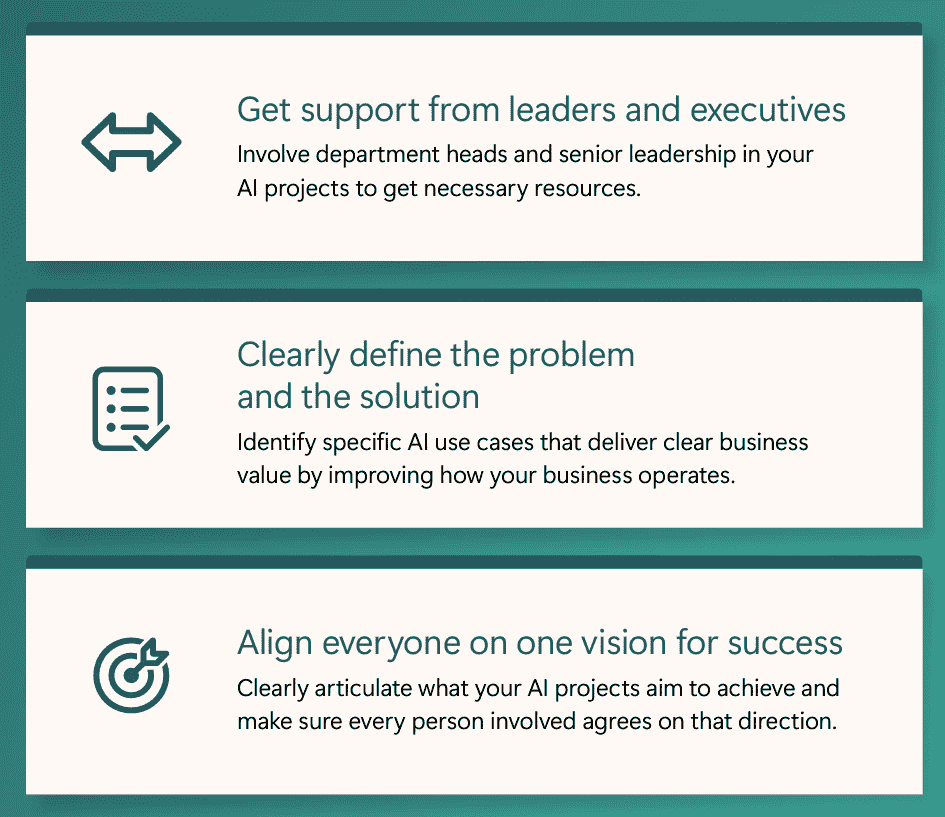 Get support from leaders and executives
Involve department heads and senior leadership in your
AI projects to get necessary resources.
Clearly define the problem
and the solution
Identify specific AI use cases that deliver clear business
value by improving how your business operates.
Align everyone on one vision for success
Clearly articulate what your AI projects aim to achieve and
make sure every person involved agrees on that direction.